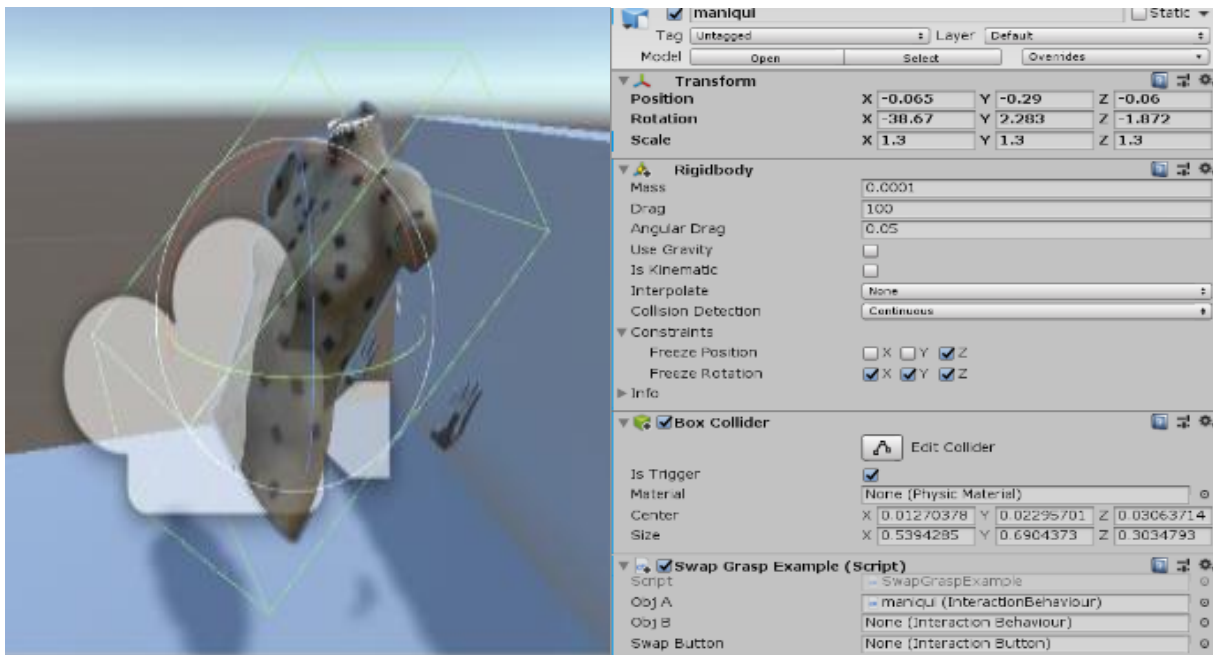 maniqui Static
Tag Untagged Layer Default
Model Open Select Overrides
Transform
Position X -0.065 Y -0.29 Z -0.06
Rotation X -38.67 Y 2.283 Z -1.872
Scale X 1.3 Y 1.3 Z 1.3
Rigidbody
Mass 0.0001
Drag 100
Angular Drag 0.05
Use Gravity
Is Kinematic
Interpolate None
Collision Detection Continuous
Constraints
Freeze Position X Y Z
Freeze Rotation X Y Z
Info
Box Collider
Edit Collider
Is Trigger
Material None (Physic Material)
Center X 0.01270378 Y 0.02295701 Z 0.03063714
Size X 0.5394285 Y 0.6904373 Z 0.3034793
Swap Grasp Example (Script)
Script SwapGraspExample
Obj A maniqui (InteractionBehaviour)
Obj B None (Interaction Behaviour)
Swap Button None (Interaction Button)